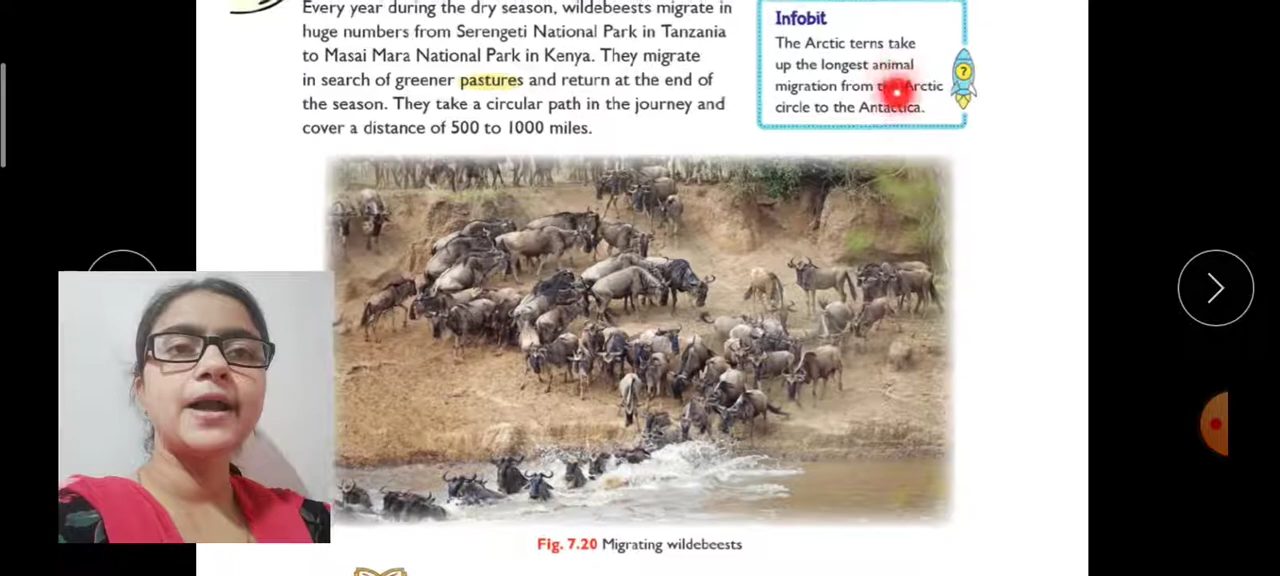 Every year during the dry season, wildebeests migrate in
huge numbers from Serengeti National Park in Tanzania
to Masai Mara National Park in Kenya. They migrate
in search of greener pastures and return at the end of
the season. They take a circular path in the journey and
cover a distance of 500 to 1000 miles.
Infobit
The Arctic terns take
up the longest animal
migration from the Arctic
circle to the Antactica.
?
Fig. 7.20 Migrating wildebeests